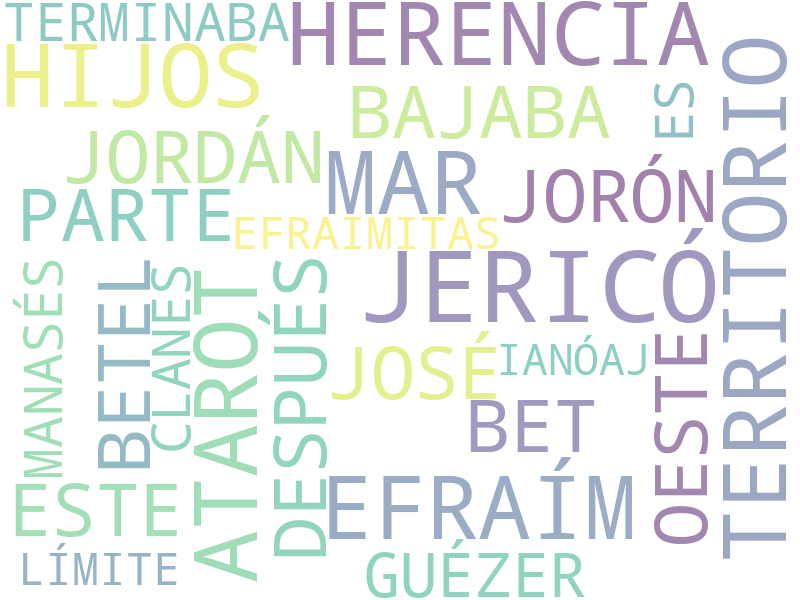 TERMINABA
HERENCIA
HIJOS
BAJABA
ES
TERRITORIO
JORDÁN
MAR
JORÓN
PARTE
EFRAIMITAS
JERICÓ
MANASÉS
BETEL
CLANES
ATAROT
DESPUÉS
JOSÉ
IANÓAJ
OESTE
BET
ESTE
EFRAÍM
LÍMITE
GUÉZER